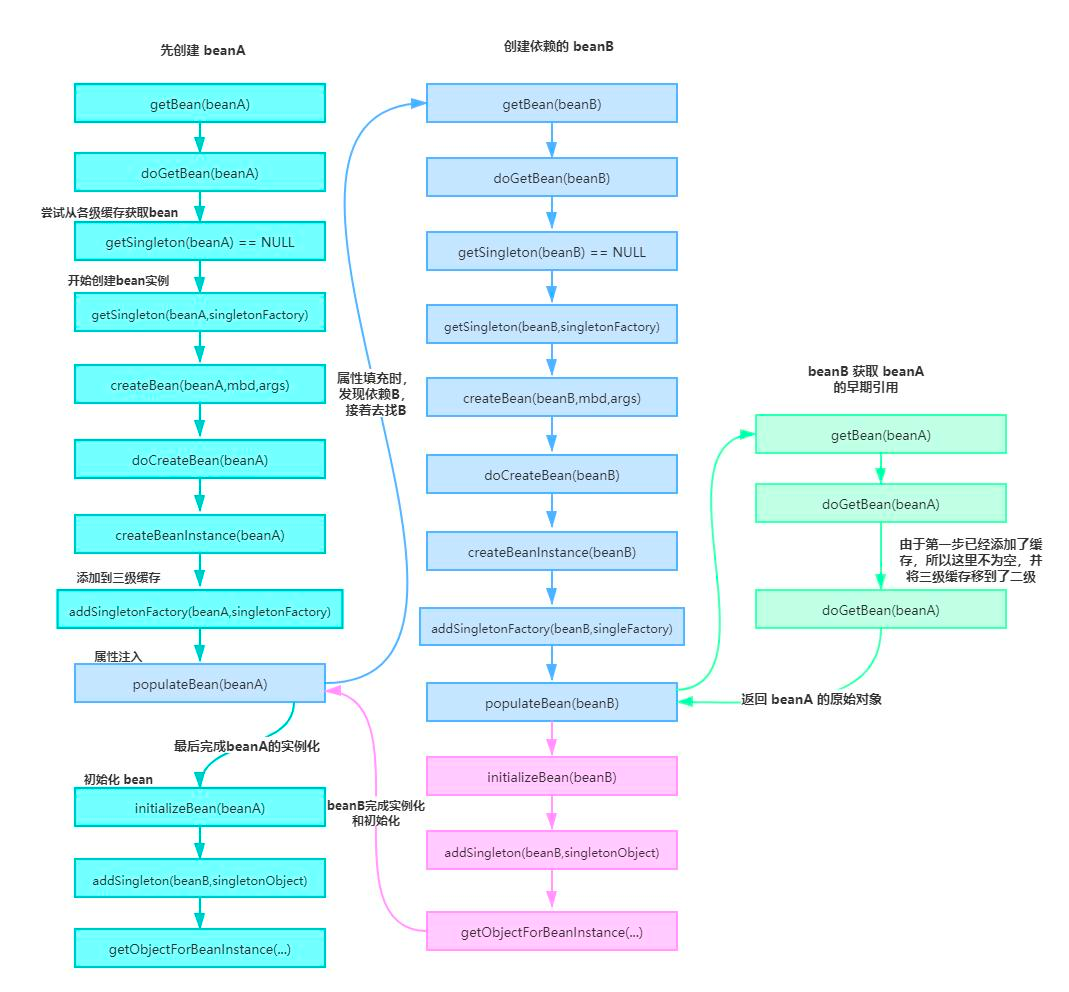 先创建 beanA
getBean(beanA)
doGetBean(beanA)
尝试从各级缓存获取bean
getSingleton(beanA) == NULL
开始创建bean实例
getSingleton(beanA,singletonFactory)
createBean(beanA,mbd,args)
doCreateBean(beanA)
createBeanInstance(beanA)
添加到三级缓存
addSingletonFactory(beanA,singletonFactory)
属性注入
populateBean(beanA)
最后完成beanA的实例化
初始化 bean
initializeBean(beanA)
addSingleton(beanB,singletonObject)
getObjectForBeanInstance(...)
属性填充时，
发现依赖B，
接着去找B
创建依赖的 beanB
getBean(beanB)
doGetBean(beanB)
getSingleton(beanB) == NULL
getSingleton(beanB,singletonFactory)
createBean(beanB,mbd,args)
doCreateBean(beanB)
createBeanInstance(beanB)
addSingletonFactory(beanB,singleFactory)
populateBean(beanB)
initializeBean(beanB)
addSingleton(beanB,singletonObject)
getObjectForBeanInstance(...)
beanB完成实例化
和初始化
beanB 获取 beanA
的早期引用
getBean(beanA)
doGetBean(beanA)
由于第一步已经添加了缓
存，所以这里不为空，并
将三级缓存移到了二级
doGetBean(beanA)
返回 beanA 的原始对象